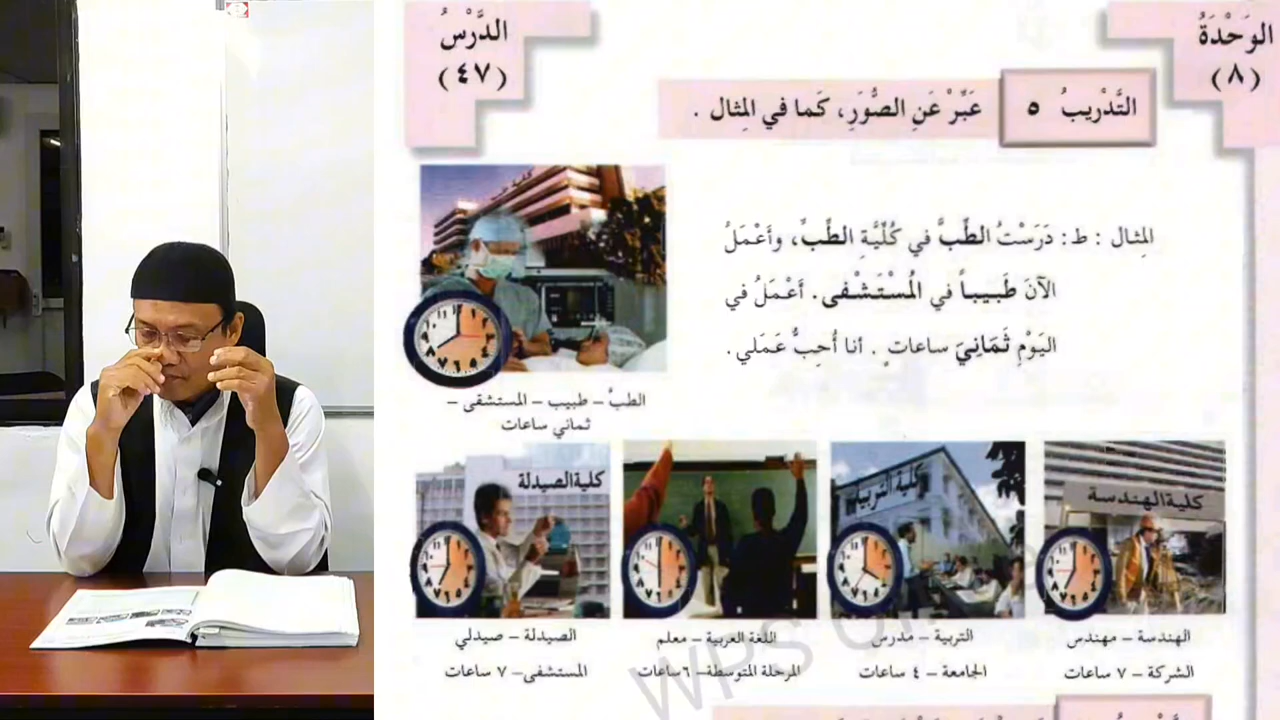 الوَحْدَةُ
(٨)
الدَّرْسُ
(٤٧)
التَّدْرِيبُ ٥
عَبِّرْ عَنِ الصُّوَرِ، كَما في المِثال .
المِثال : ط: دَرَسْتُ الطِّبَّ في كُلِّيَّةِ الطِّبِّ، وأَعْمَلُ
الآنَ طَبيباً في المُسْتَشْفى. أَعْمَلُ في
اليَوْمِ ثَمَانِيَ ساعاتٍ . أنا أُحِبُّ عَمَلي.
الطبّ – طبيب – المستشفى –
ثماني ساعات
كلية الهندسة
كلية التربية
كلية الصيدلة
الهندسة – مهندس
الشركة – ٧ ساعات
التربية – مدرس
الجامعة – ٤ ساعات
اللغة العربية – معلم
المرحلة المتوسطة– ٦ ساعات
الصيدلة – صيدلي
المستشفى– ٧ ساعات